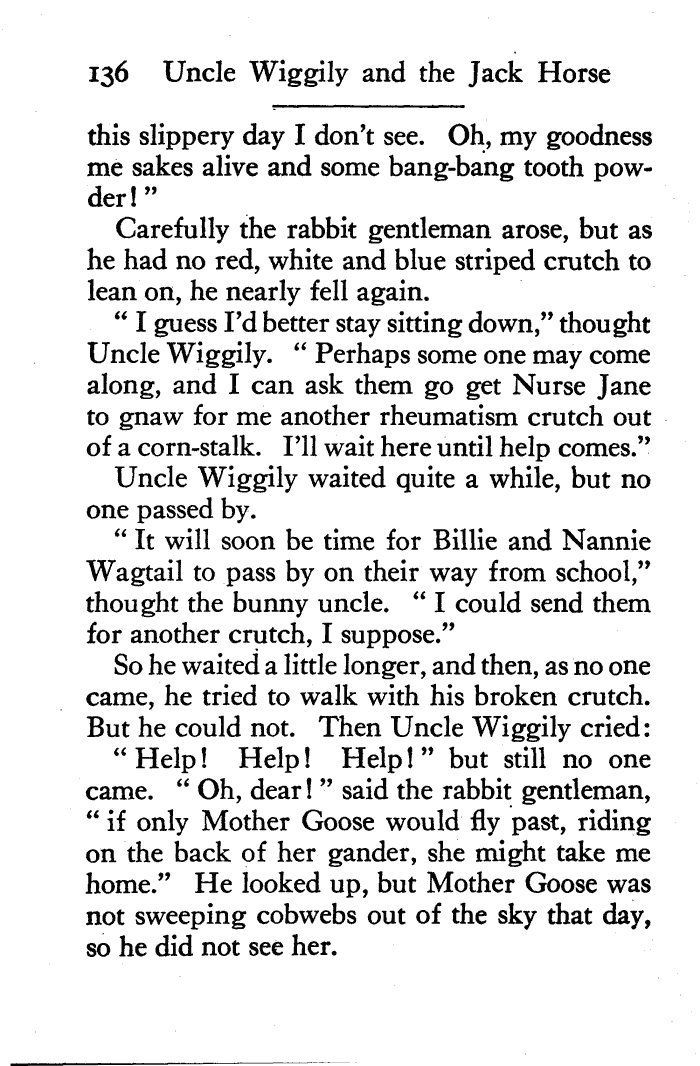 136 Uncle Wiggily and the Jack Horse
this slippery day I don't see. Oh, my goodness
me sakes alive and some bang-bang tooth pow-
der!"
Carefully the rabbit gentleman arose, but as
he had no red, white and blue striped crutch to
lean on, he nearly fell again.
" I guess I'd better stay sitting down," thought
Uncle Wiggily. " Perhaps some one may come
along, and I can ask them go get Nurse Jane
to gnaw for me another rheumatism crutch out
of a corn-stalk. I'll wait here until help comes."
Uncle Wiggily waited quite a while, but no
one passed by.
" It will soon be time for Billie and Nannie
Wagtail to pass by on their way from school,"
thought the bunny uncle. " I could send them
for another crutch, I suppose."
So he waited a little longer, and then, as no one
came, he tried to walk with his broken crutch.
But he could not. Then Uncle Wiggily cried:
" Help! Help! Help!" but still no one
came. " Oh, dear!" said the rabbit gentleman,
" if only Mother Goose would fly past, riding
on the back of her gander, she might take me
home." He looked up, but Mother Goose was
not sweeping cobwebs out of the sky that day,
so he did not see her.